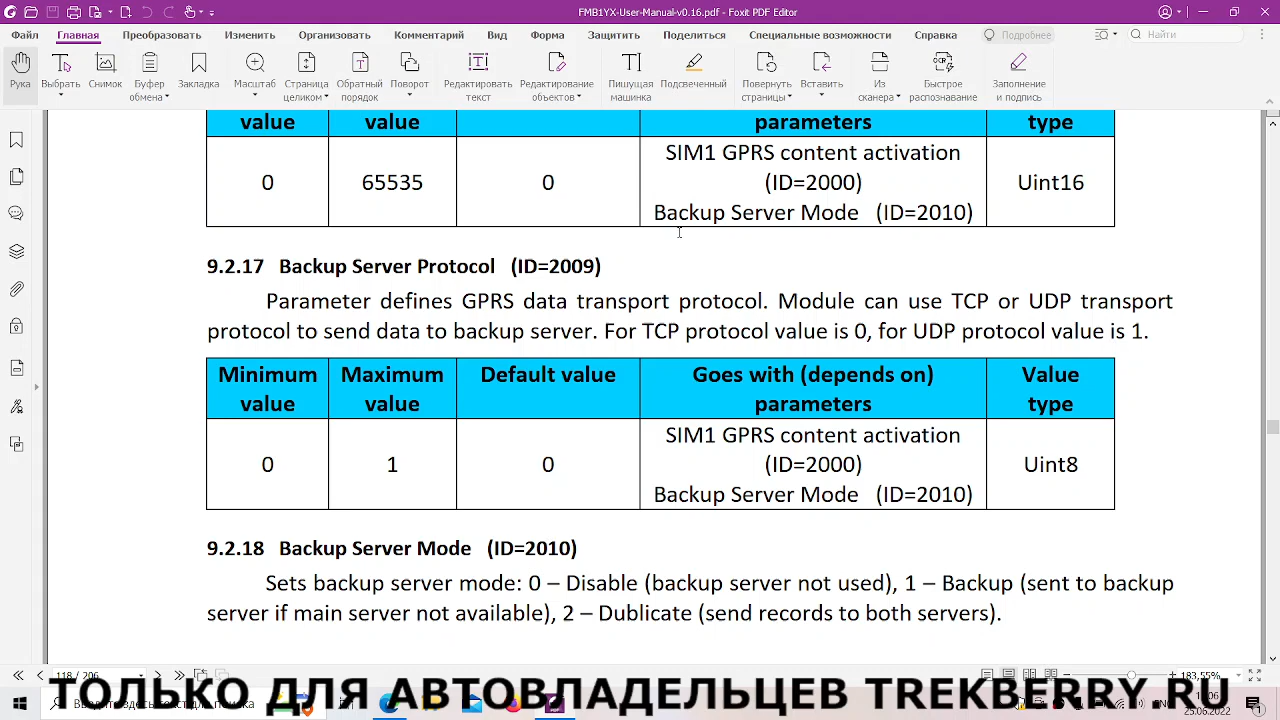 FMB1YX-User-Manual-v0.16.pdf - Foxit PDF Editor
Файл Главная Преобразовать Изменить Организовать Комментарий Вид Форма Защитить Поделиться Специальные возможности Справка Подробнее Найти
Рука
Выбрать
Снимок
Буфер обмена
Закладка
Масштаб
Страница целиком
Обратный порядок
Поворот
Редактировать текст
Редактирование объектов
Пишущая машинка
Подсвеченный
Повернуть страницы
Вставить
Из сканера
Быстрое распознавание
Заполнение и подпись
value value parameters type
0 65535 0 SIM1 GPRS content activation (ID=2000) Uint16
Backup Server Mode (ID=2010)
9.2.17 Backup Server Protocol (ID=2009)
Parameter defines GPRS data transport protocol. Module can use TCP or UDP transport
protocol to send data to backup server. For TCP protocol value is 0, for UDP protocol value is 1.
Minimum value Maximum value Default value Goes with (depends on) parameters Value type
0 1 0 SIM1 GPRS content activation (ID=2000) Uint8
Backup Server Mode (ID=2010)
9.2.18 Backup Server Mode (ID=2010)
Sets backup server mode: 0 – Disable (backup server not used), 1 – Backup (sent to backup
server if main server not available), 2 – Dublicate (send records to both servers).
118 / 206
183.55%
ТОЛЬКО ДЛЯ АВТОВЛАДЕЛЬЦЕВ TREKBERRY RU
25.06.2022